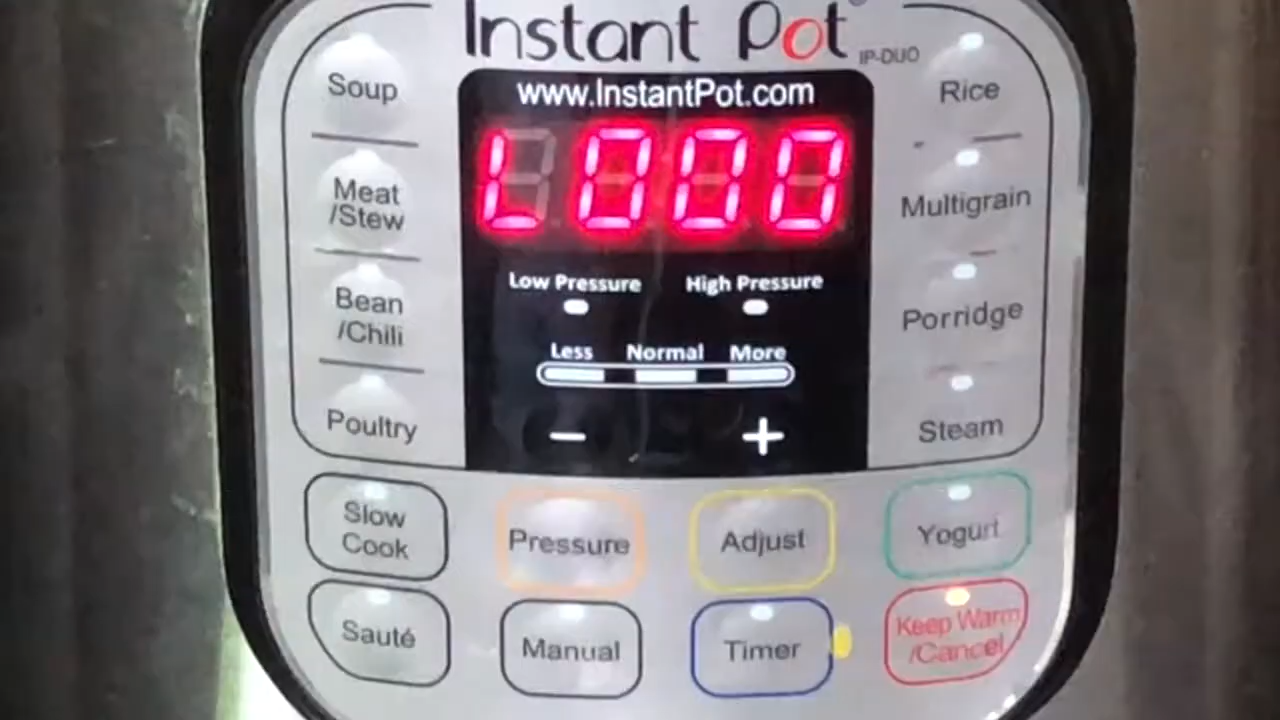 Instant Pot
IP-DUO
www.InstantPot.com
L000
Low Pressure
High Pressure
Less
Normal
More
−
+
Soup
Meat
/Stew
Bean
/Chili
Poultry
Rice
Multigrain
Porridge
Steam
Slow
Cook
Pressure
Adjust
Yogurt
Sauté
Manual
Timer
Keep Warm
/Cancel